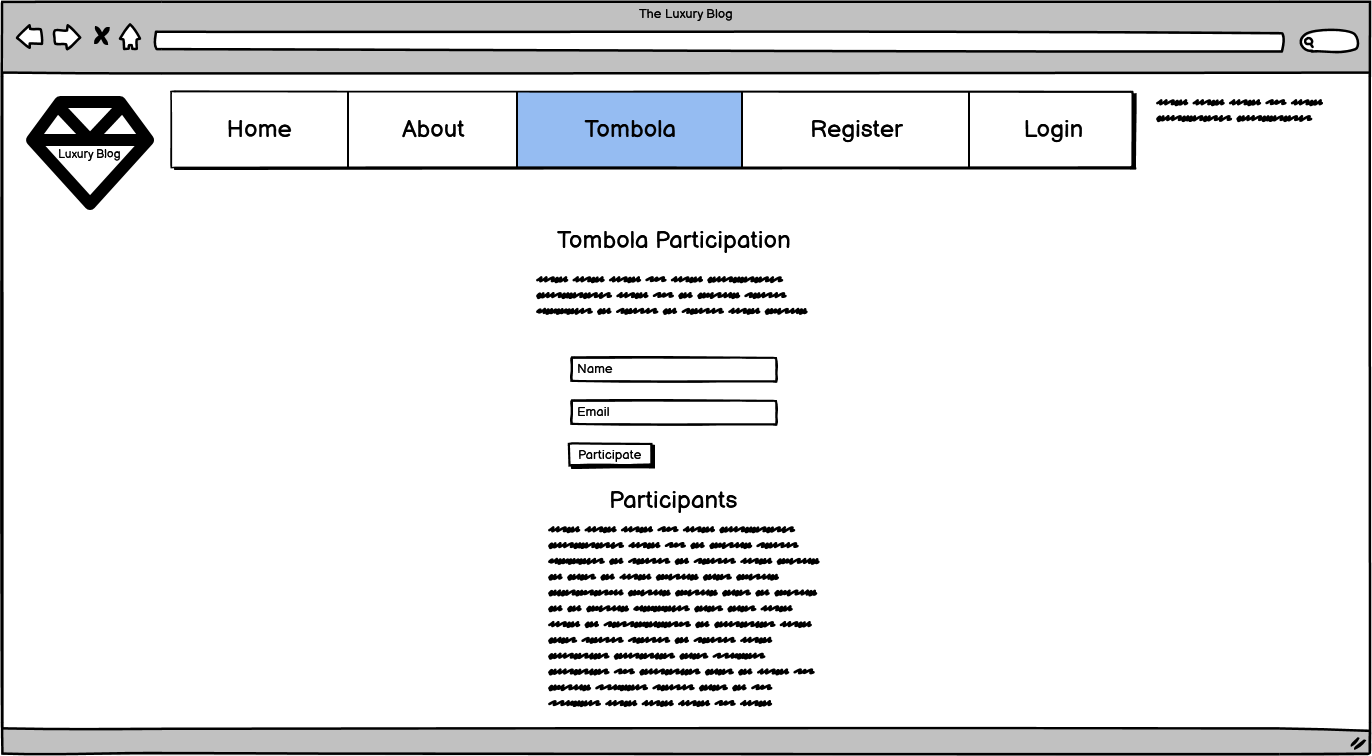 The Luxury Blog
Luxury Blog
Home
About
Tombola
Register
Login
Tombola Participation
Name
Email
Participate
Participants